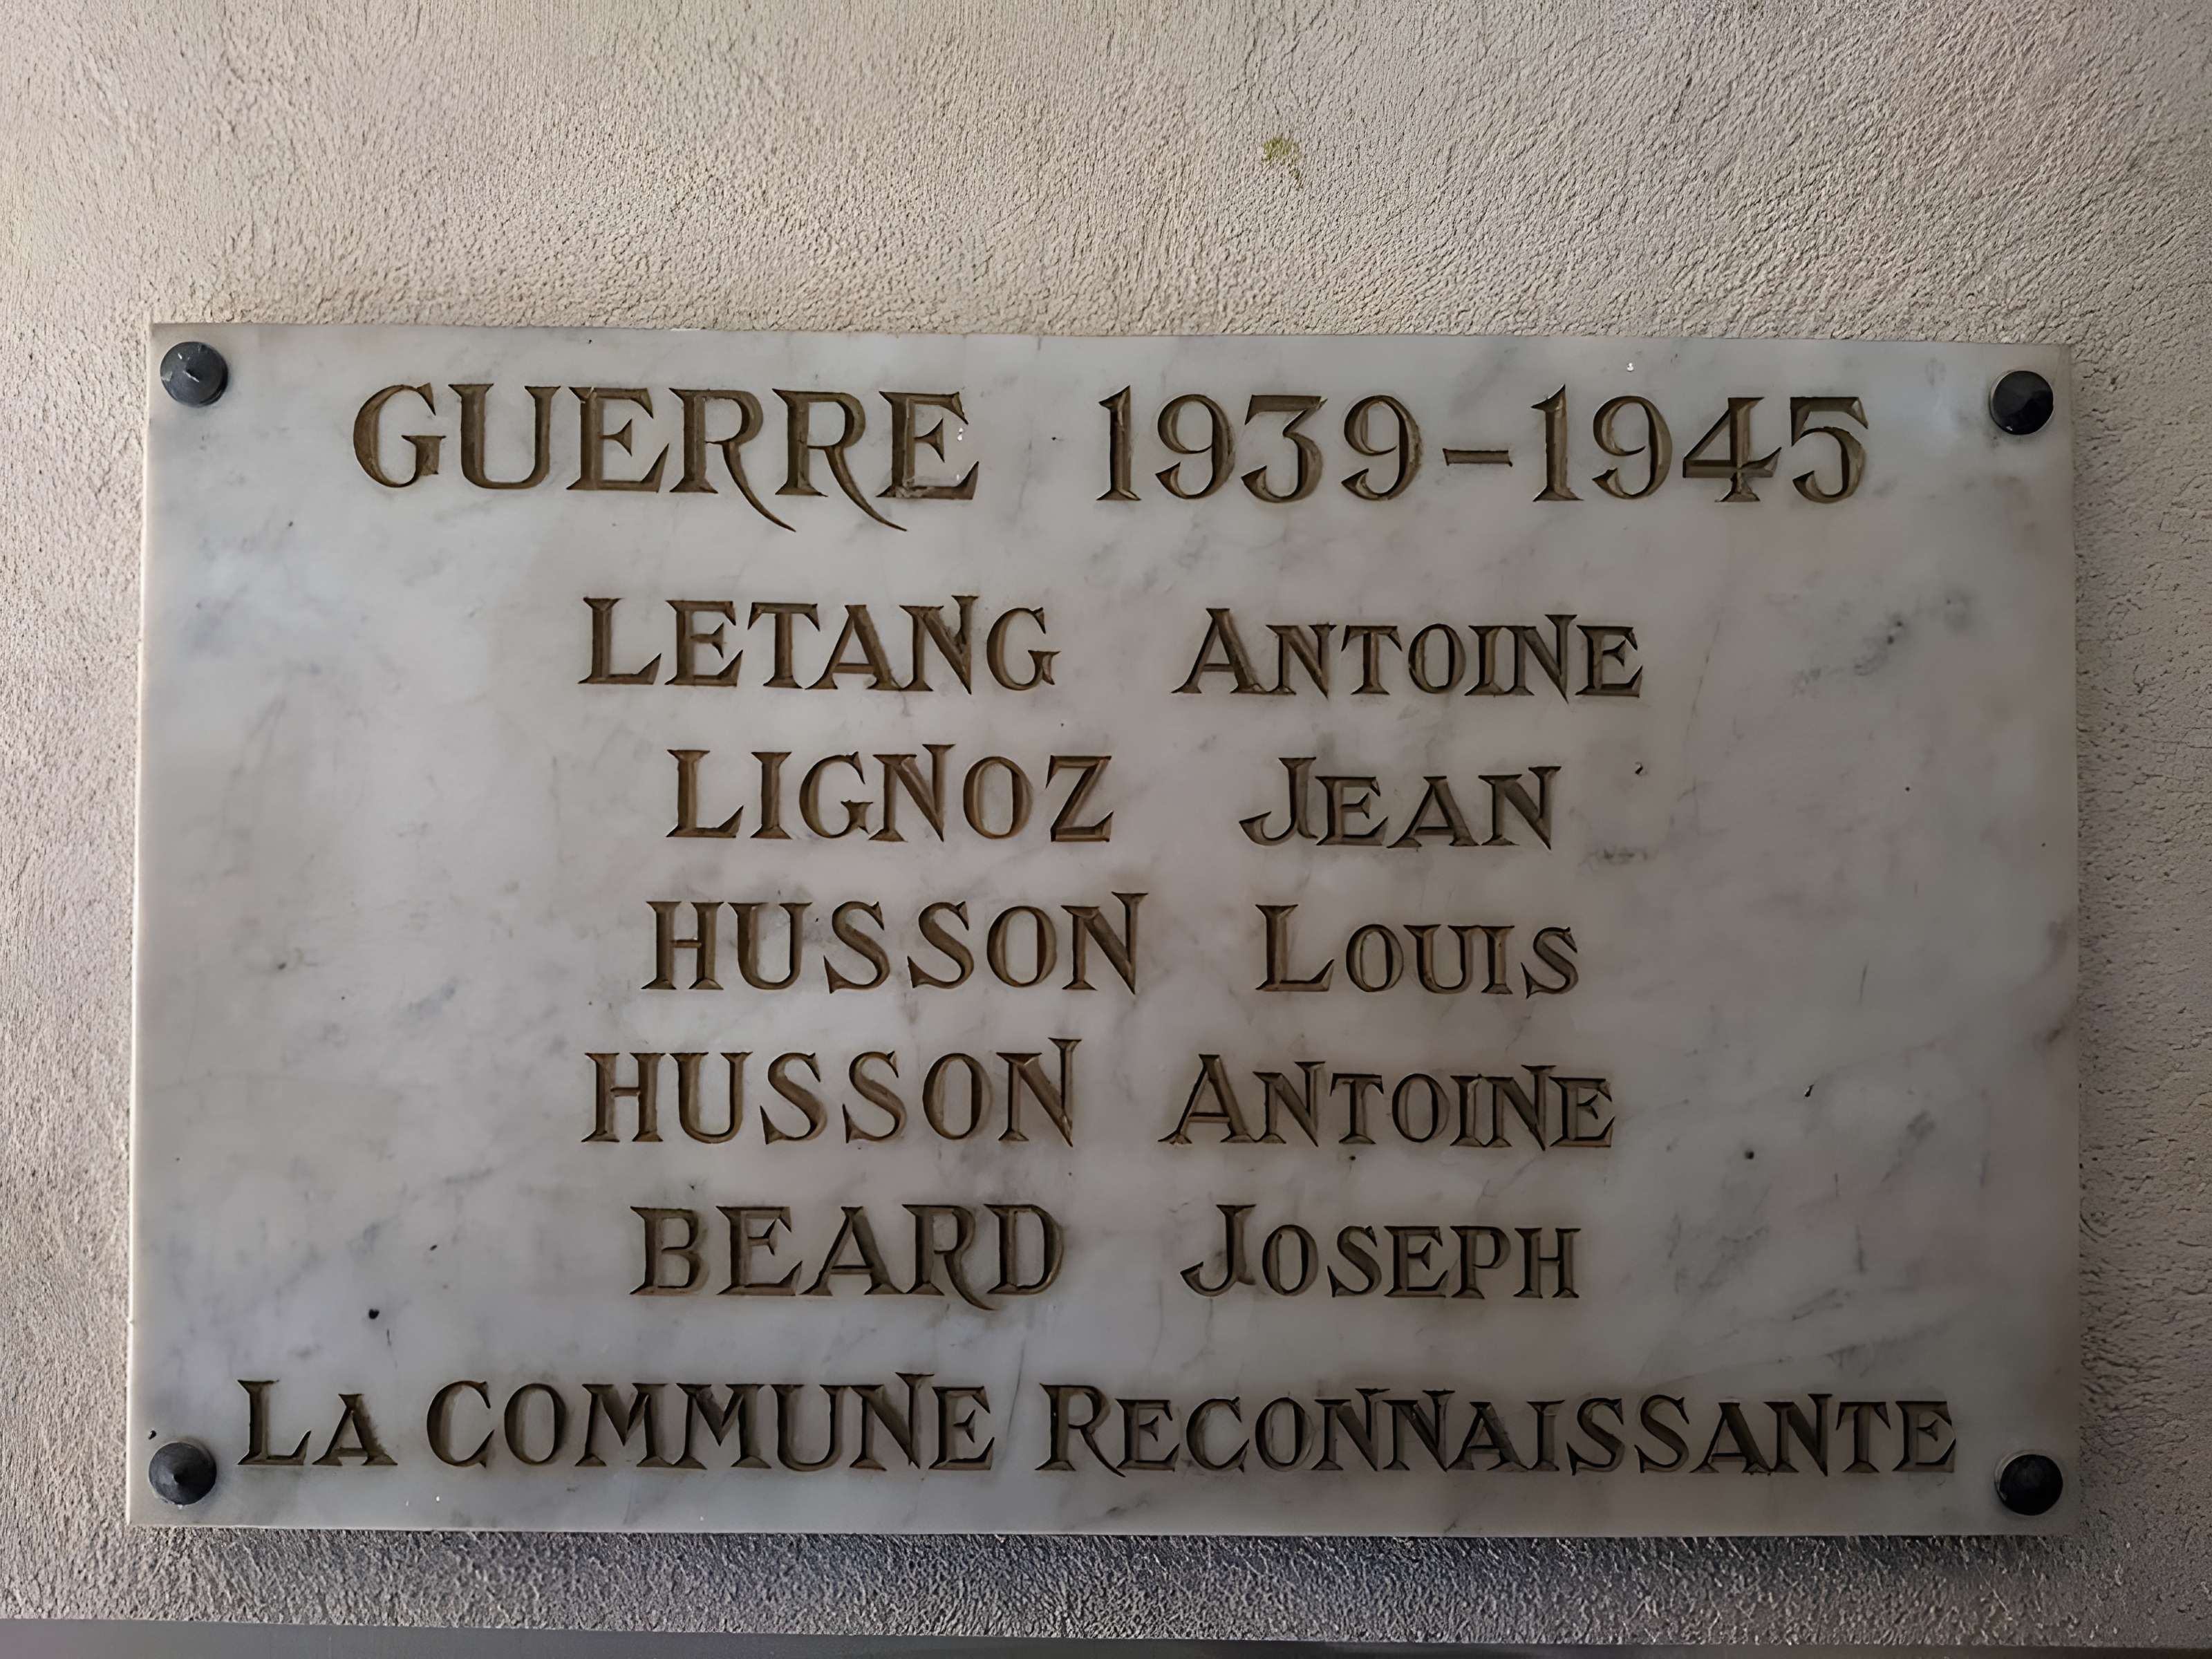 GUERRE 1939-1945
LETANG ANTOINE
LIGNOZ JEAN
HUSSON LOUIS
HUSSON ANTOINE
BEARD JOSEPH
LA COMMUNE RECONNAISSANTE